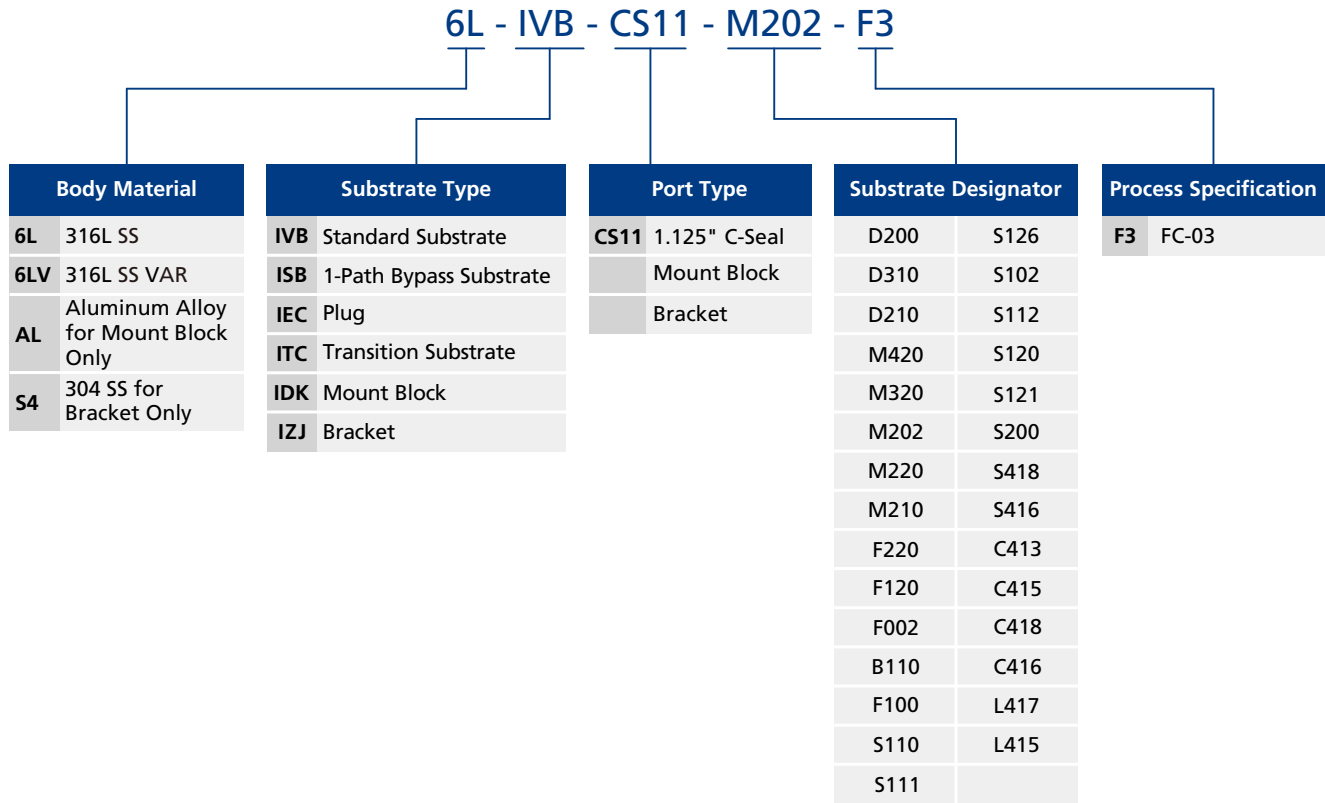 6L - IVB - CS11 - M202 - F3
Body Material
6L 316L SS
6LV 316L SS VAR
AL Aluminum Alloy
for Mount Block
Only
S4 304 SS for
Bracket Only
Substrate Type
IVB Standard Substrate
ISB 1-Path Bypass Substrate
IEC Plug
ITC Transition Substrate
IDK Mount Block
IZJ Bracket
Port Type
CS11 1.125" C-Seal
Mount Block
Bracket
Substrate Designator
D200 S126
D310 S102
D210 S112
M420 S120
M320 S121
M202 S200
M220 S418
M210 S416
F220 C413
F120 C415
F002 C418
B110 C416
F100 L417
S110 L415
S111
Process Specification
F3 FC-03